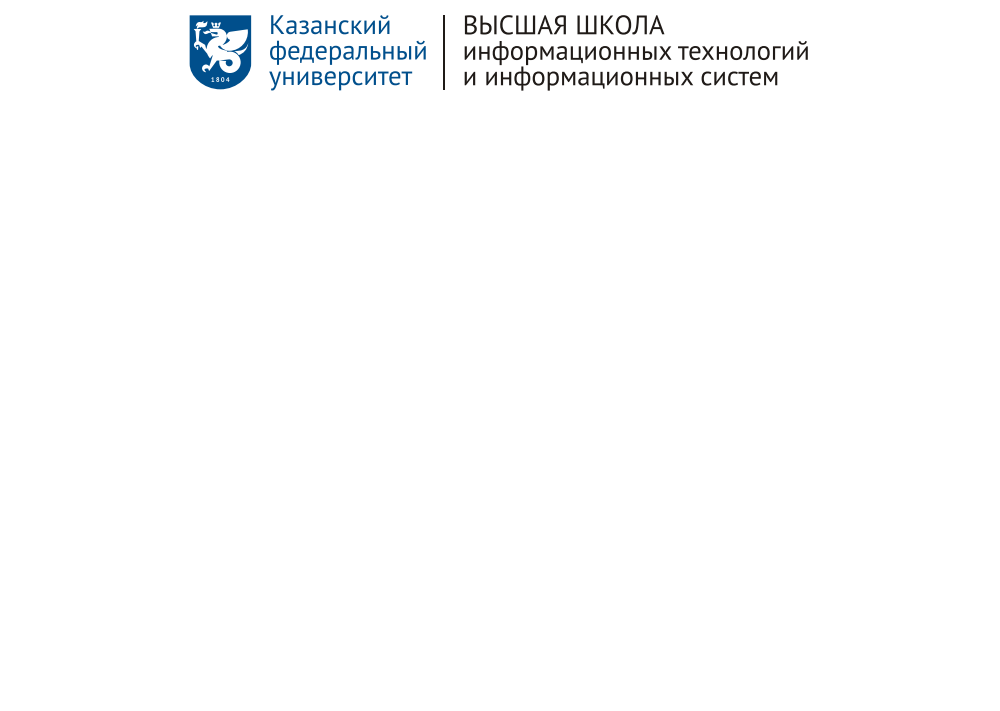 Казанский
федеральный
университет
ВЫСШАЯ ШКОЛА
информационных технологий
и информационных систем
1804